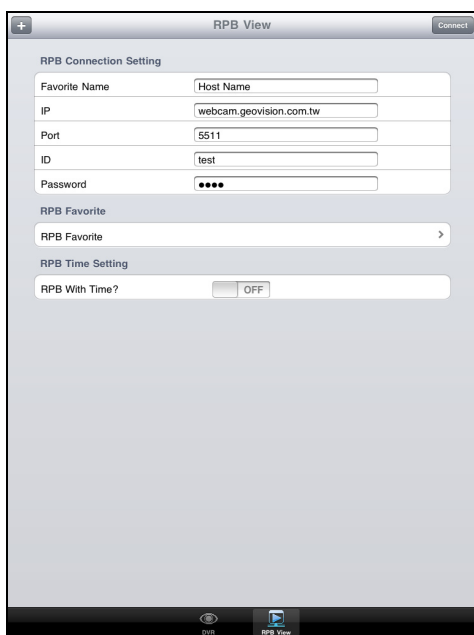 + RPB View Connect
RPB Connection Setting
Favorite Name Host Name
IP webcam.geovision.com.tw
Port 5511
ID test
Password ●●●●
RPB Favorite
RPB Favorite >
RPB Time Setting
RPB With Time? OFF
DVR RPB View